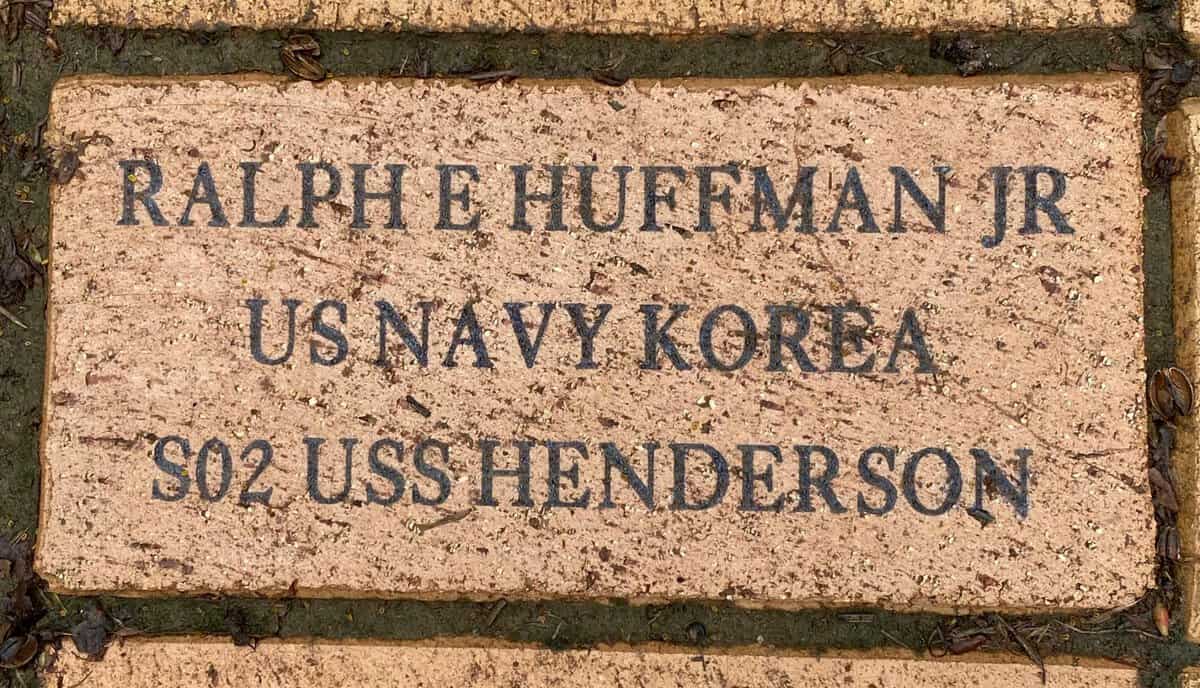 RALPH E HUFFMAN JR
US NAVY KOREA
S02 USS HENDERSON